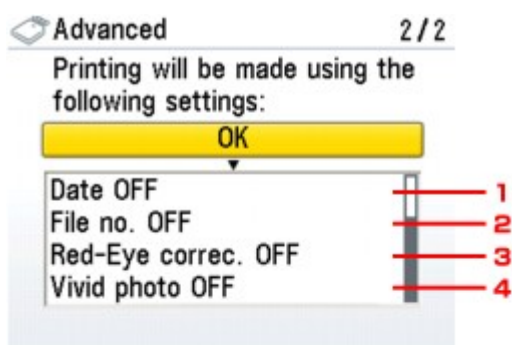 Advanced 2/2
Printing will be made using the
following settings:
OK
Date OFF 1
File no. OFF 2
Red-Eye correc. OFF 3
Vivid photo OFF 4